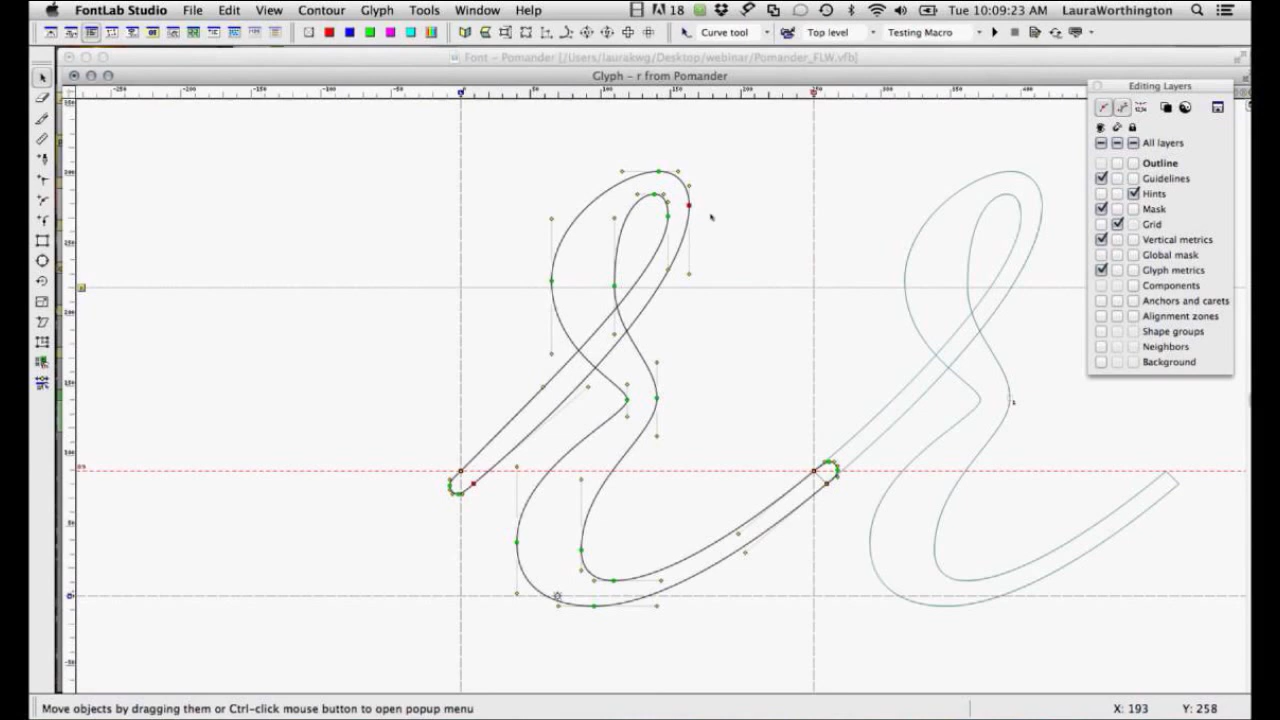 FontLab Studio File Edit View Contour Glyph Tools Window Help 18 Tue 10:09:23 AM LauraWorthington
Curve tool Top level Testing Macro
Font – Pomander [/Users/laurakwg/Desktop/webinar/Pomander_FLW.vfb]
Glyph – r from Pomander
Editing Layers
All layers
Outline
Guidelines
Hints
Mask
Grid
Vertical metrics
Global mask
Glyph metrics
Components
Anchors and carets
Alignment zones
Shape groups
Neighbors
Background
Move objects by dragging them or Ctrl-click mouse button to open popup menu X: 193 Y: 258